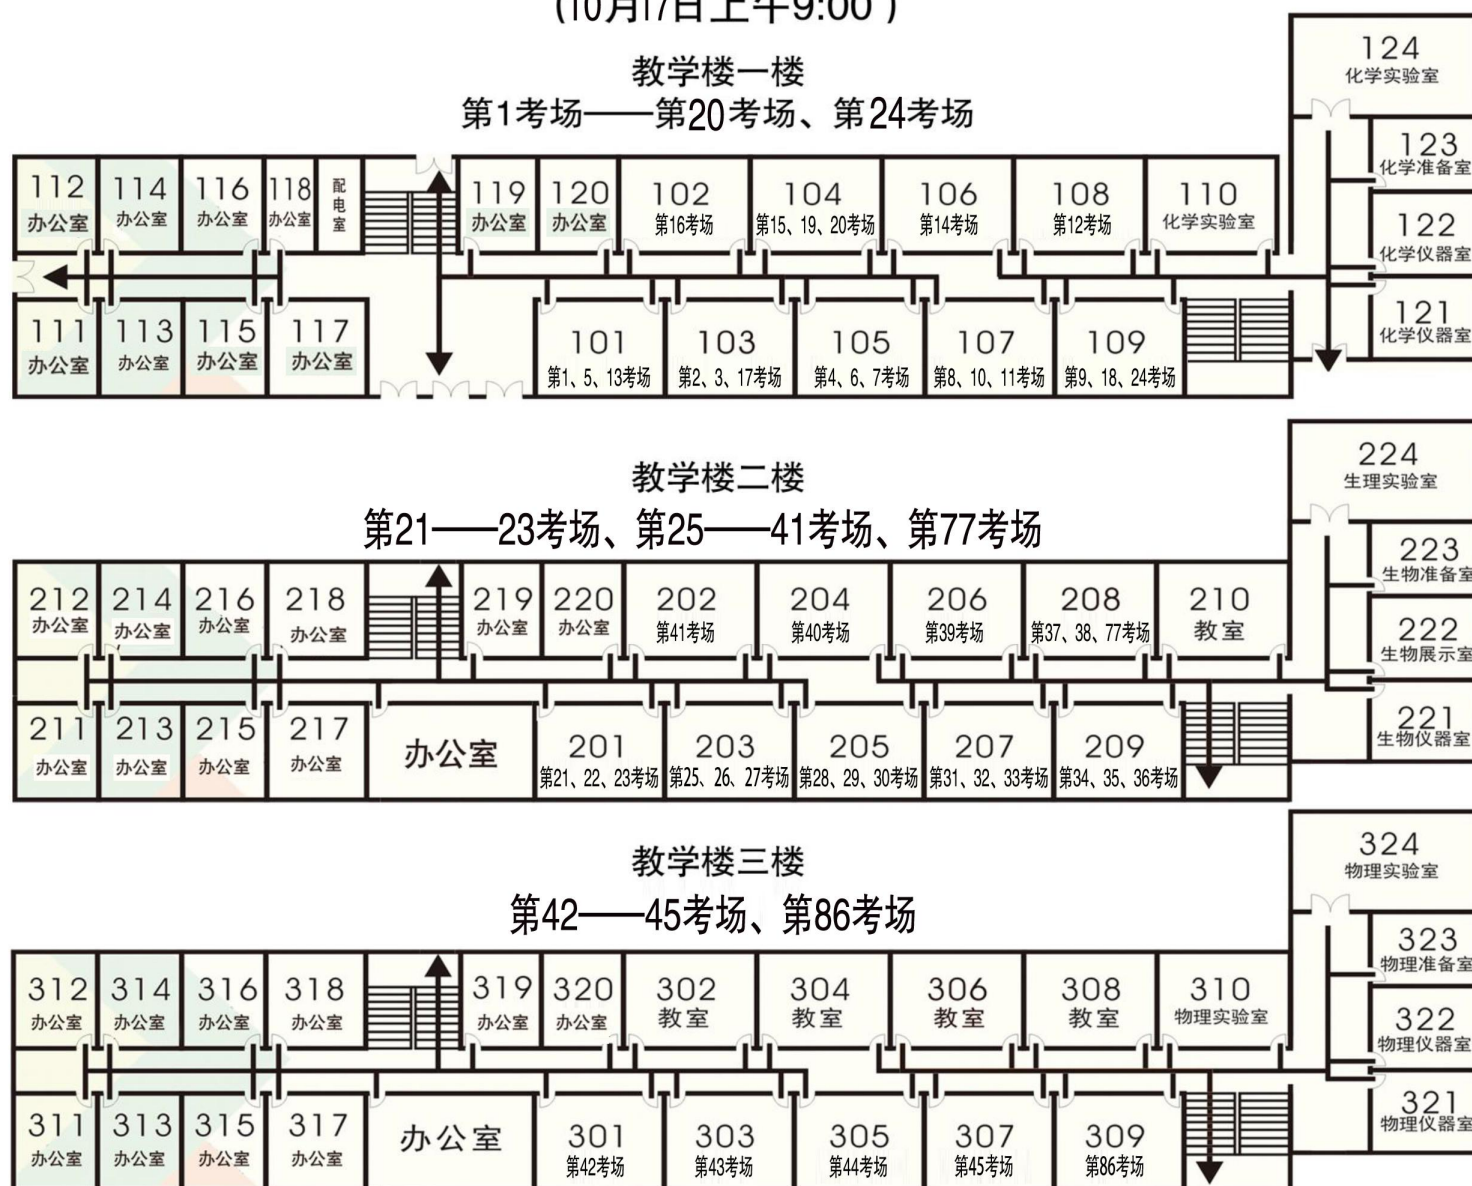 (10月17日上午9:00 )
教学楼一楼
第1考场——第20考场、第24考场
124
化学实验室
123
化学准备室
122
化学仪器室
121
化学仪器室
112 114 116 118 配电室 119 120 102 104 106 108 110
办公室 办公室 办公室 办公室 办公室 办公室 第16考场 第15、19、20考场 第14考场 第12考场 化学实验室
111 113 115 117 101 103 105 107 109
办公室 办公室 办公室 办公室 第1、5、13考场 第2、3、17考场 第4、6、7考场 第8、10、11考场 第9、18、24考场
教学楼二楼
第21——23考场、第25——41考场、第77考场
224
生理实验室
223
生物准备室
222
生物展示室
221
生物仪器室
212 214 216 218 219 220 202 204 206 208 210
办公室 办公室 办公室 办公室 办公室 办公室 第41考场 第40考场 第39考场 第37、38、77考场 教室
211 213 215 217 办公室 201 203 205 207 209
办公室 办公室 办公室 办公室 第21、22、23考场 第25、26、27考场 第28、29、30考场 第31、32、33考场 第34、35、36考场
教学楼三楼
第42——45考场、第86考场
324
物理实验室
323
物理准备室
322
物理仪器室
321
物理仪器室
312 314 316 318 319 320 302 304 306 308 310
办公室 办公室 办公室 办公室 办公室 办公室 教室 教室 教室 教室 物理实验室
311 313 315 317 办公室 301 303 305 307 309
办公室 办公室 办公室 办公室 第42考场 第43考场 第44考场 第45考场 第86考场